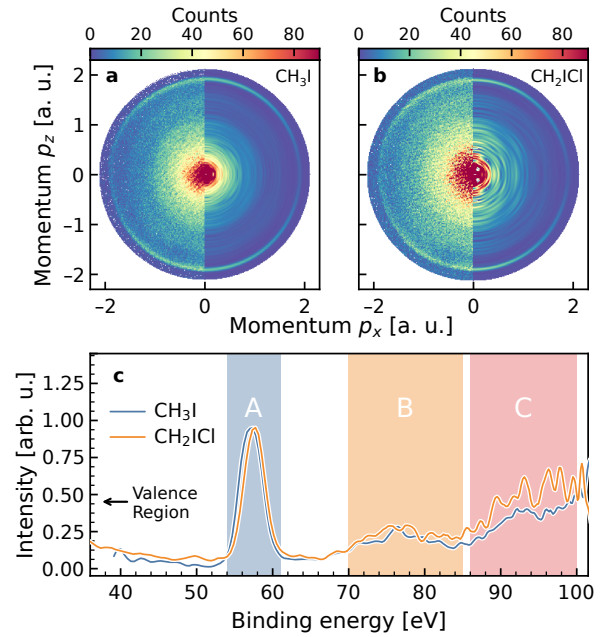 Counts Counts
0 20 40 60 80 0 20 40 60 80
a CH₃I b CH₂ICl
2
1
0
−1
−2
Momentum p_z [a. u.]
−2 0 2 −2 0 2
Momentum p_x [a. u.]
c A B C
CH₃I
CH₂ICl
Valence
Region
1.25
1.00
0.75
0.50
0.25
0.00
Intensity [arb. u.]
40 50 60 70 80 90 100
Binding energy [eV]